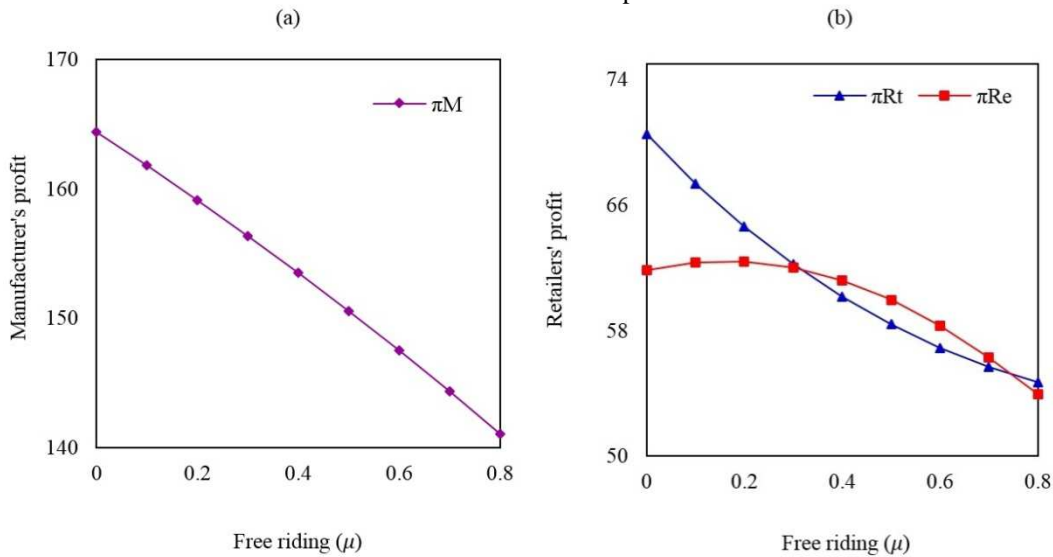 (a)
170
160
150
140
0
0.2
0.4
0.6
0.8
Manufacturer's profit
Free riding (μ)
πM
(b)
74
66
58
50
0
0.2
0.4
0.6
0.8
Retailers' profit
Free riding (μ)
πRt
πRe